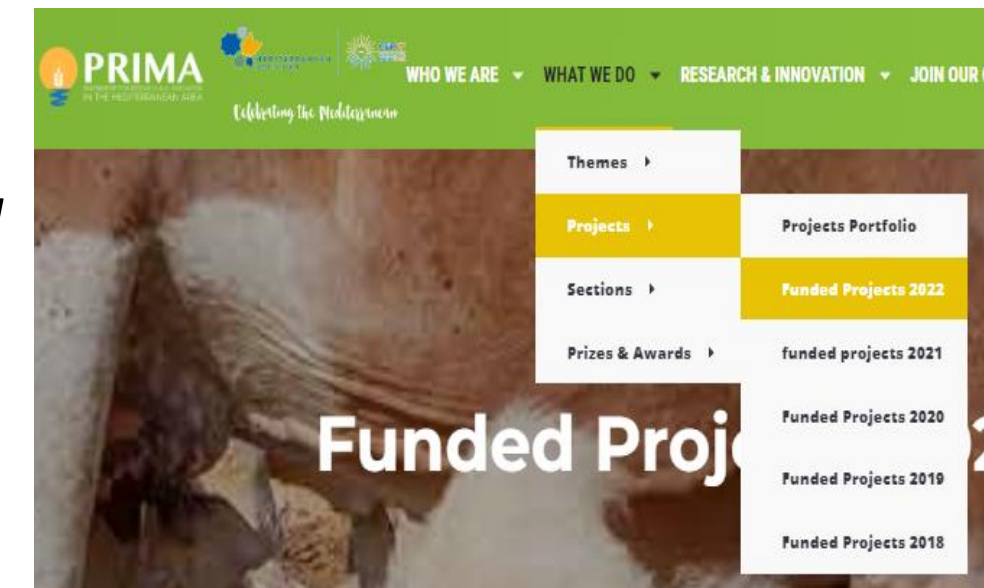 PRIMA
IN THE MEDITERRANEAN AREA
Celebrating the Mediterranean
WHO WE ARE
WHAT WE DO
RESEARCH & INNOVATION
JOIN OUR
Themes
Projects
Sections
Prizes & Awards
Projects Portfolio
Funded Projects 2022
funded projects 2021
Funded Projects 2020
Funded Projects 2019
Funded Projects 2018
Funded Proj